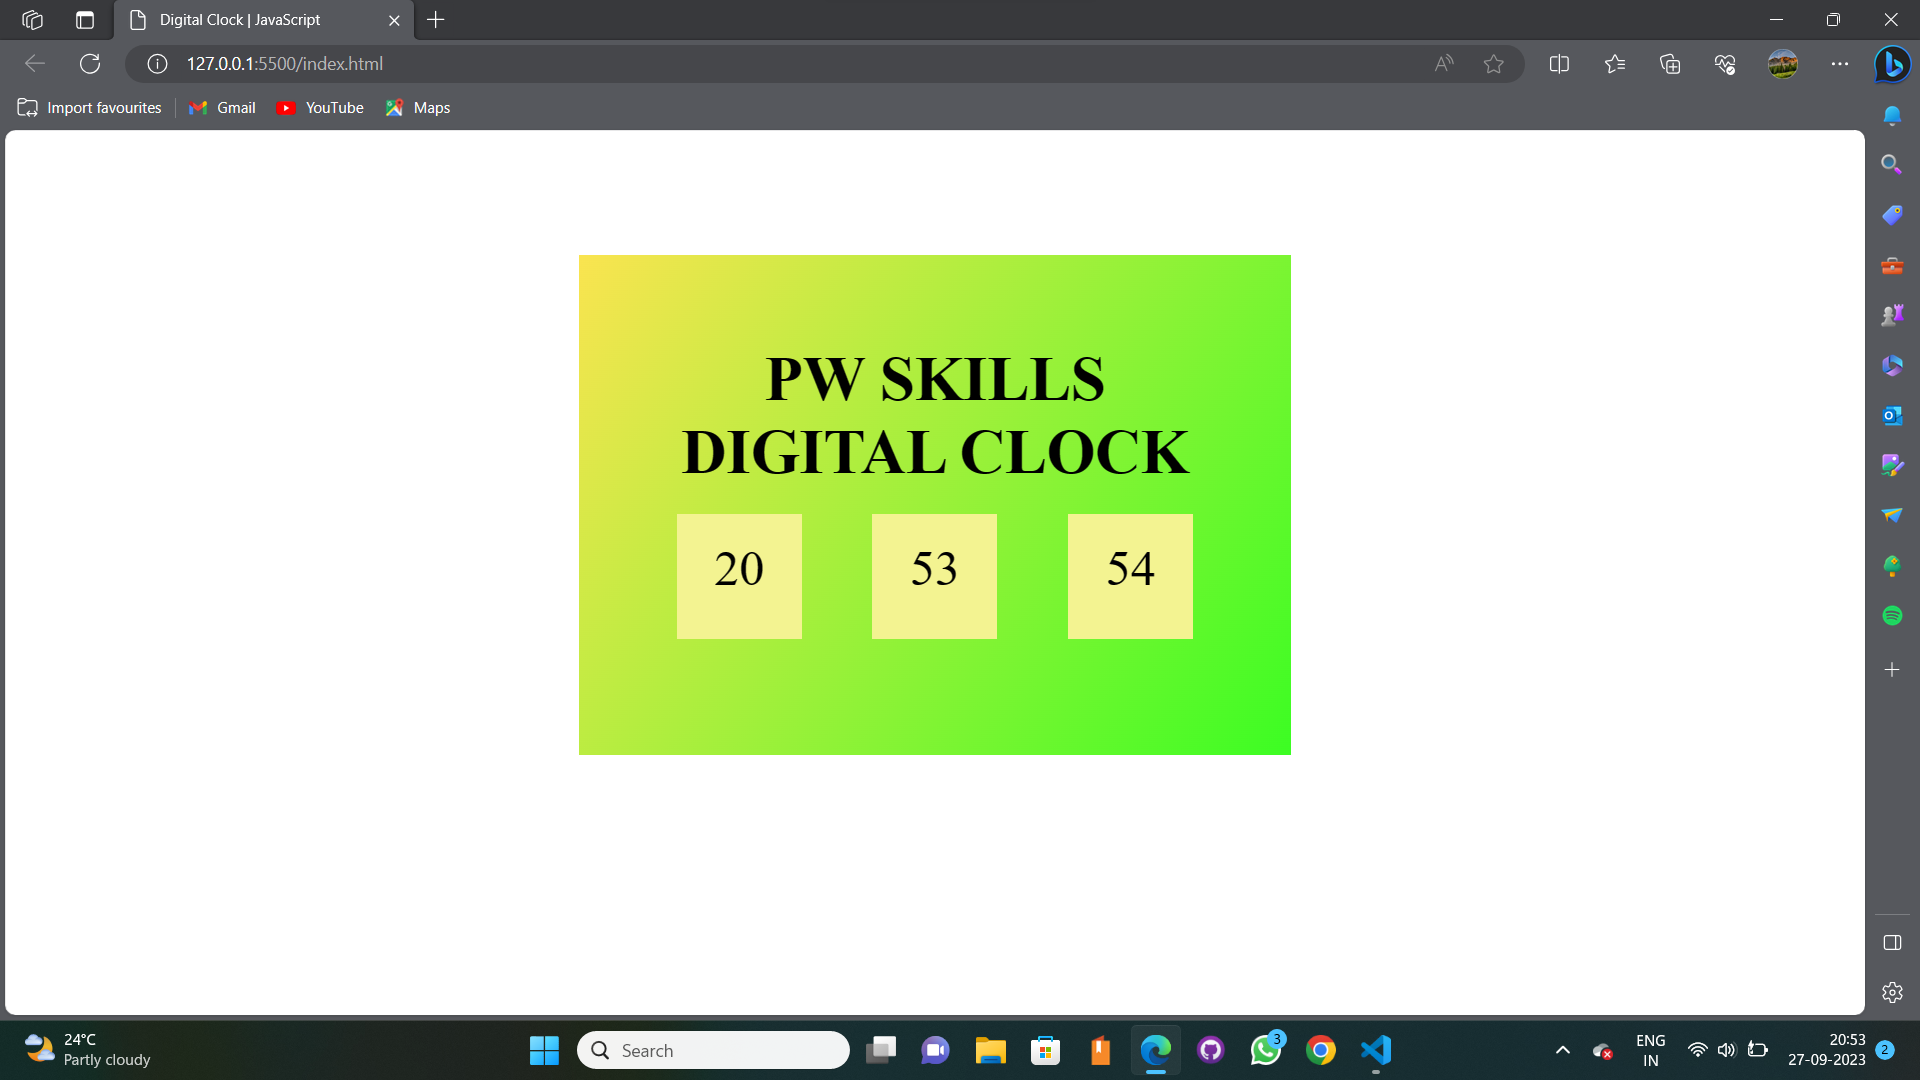 Digital Clock | JavaScript
127.0.0.1:5500/index.html
Import favourites
Gmail
YouTube
Maps
PW SKILLS
DIGITAL CLOCK
20 53 54
24°C
Partly cloudy
Search
3
ENG
IN
20:53
27-09-2023
2